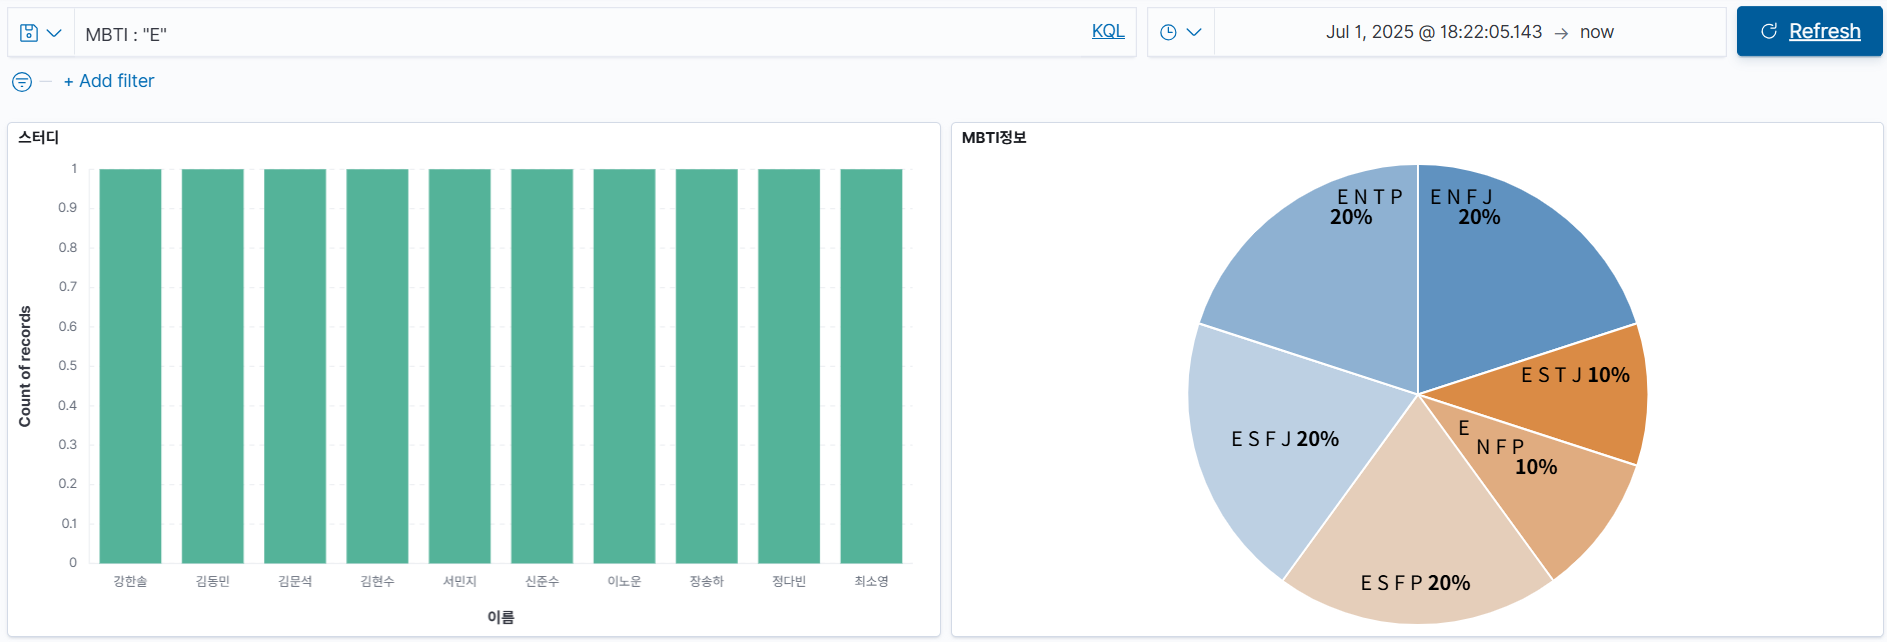 MBTI : "E"
KQL
Jul 1, 2025 @ 18:22:05.143 → now
Refresh
+ Add filter
스터디
1
0.9
0.8
0.7
0.6
0.5
0.4
0.3
0.2
0.1
0
Count of records
강한솔 김동민 김문석 김현수 서민지 신준수 이노운 장송하 정다빈 최소영
이름
MBTI정보
E N T P
20%
E N F J
20%
E S T J 10%
E
N F P
10%
E S F J 20%
E S F P 20%